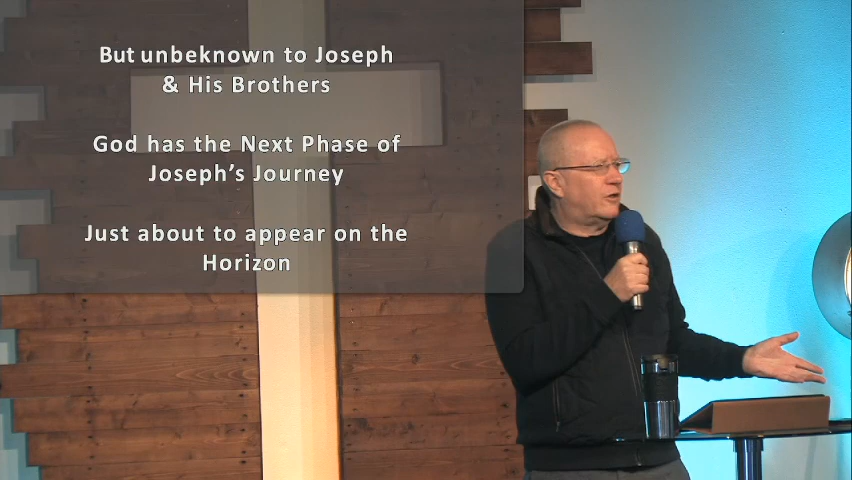 But unbeknown to Joseph
& His Brothers
God has the Next Phase of
Joseph's Journey
Just about to appear on the
Horizon